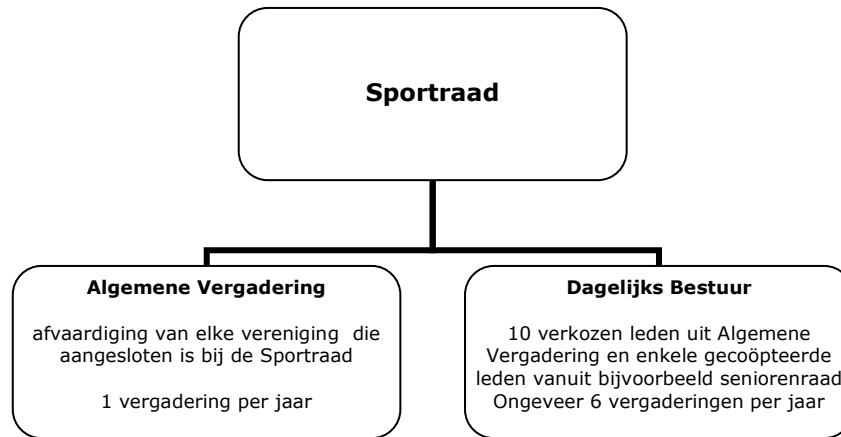 Sportraad
Algemene Vergadering
afvaardiging van elke vereniging die
aangesloten is bij de Sportraad
1 vergadering per jaar
Dagelijks Bestuur
10 verkozen leden uit Algemene
Vergadering en enkele gecoöpteerde
leden vanuit bijvoorbeeld seniorenraad
Ongeveer 6 vergaderingen per jaar